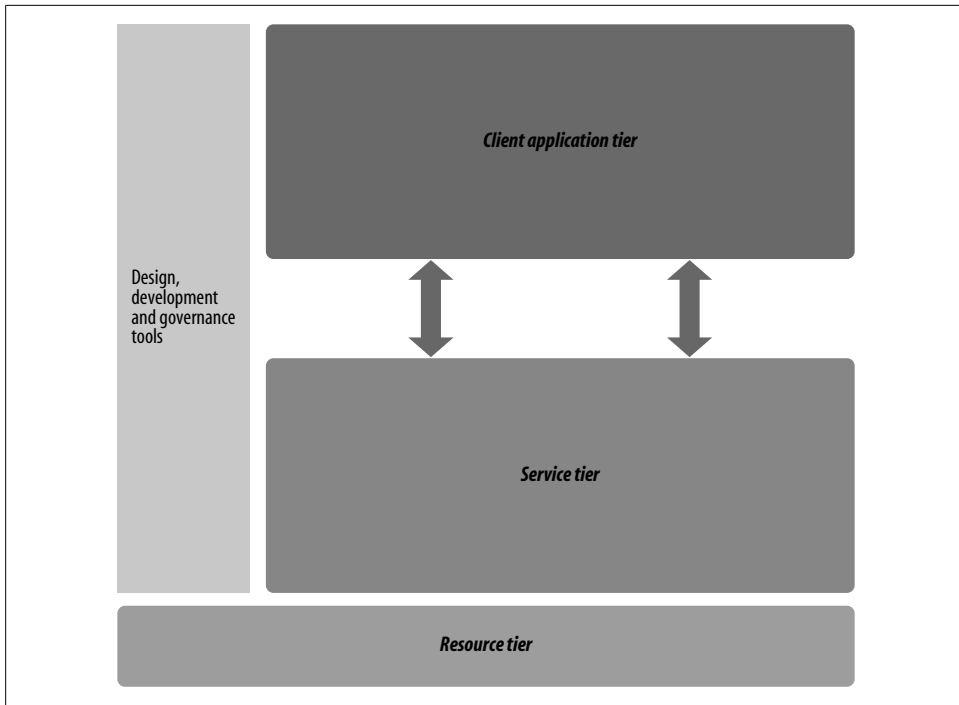 Client application tier
Design,
development
and governance
tools
Service tier
Resource tier